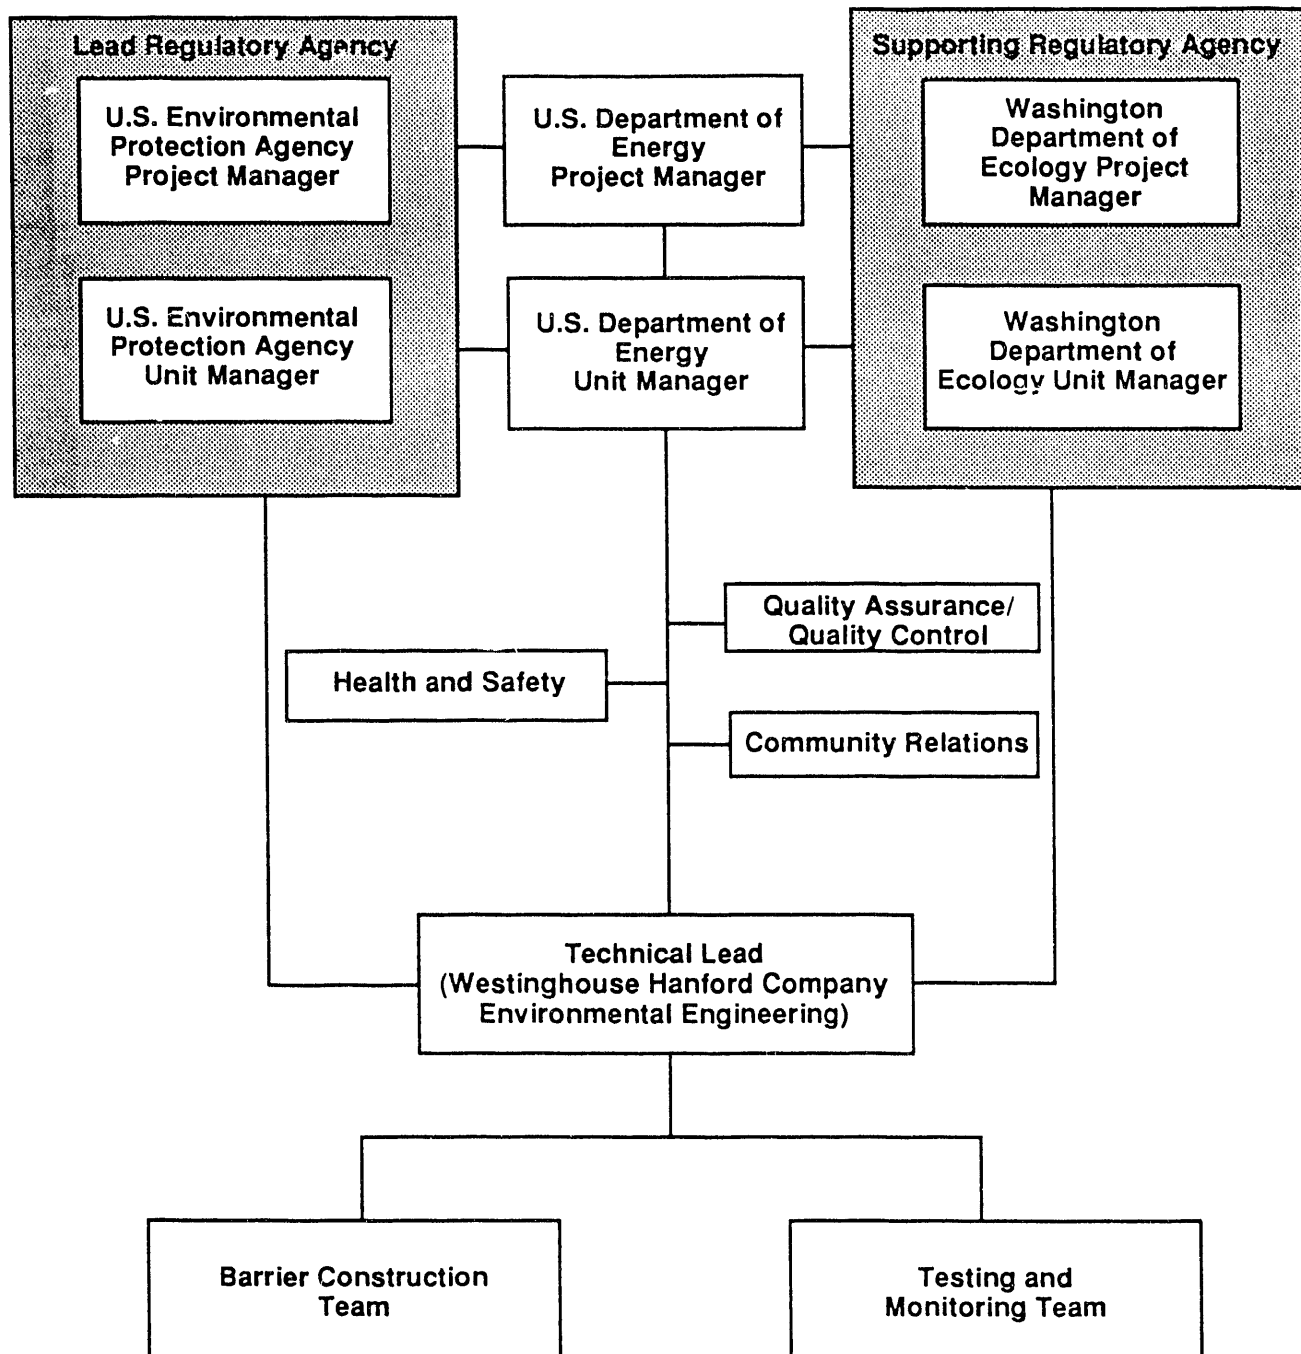 Lead Regulatory Agency
U.S. Environmental
Protection Agency
Project Manager
U.S. Environmental
Protection Agency
Unit Manager
U.S. Department of
Energy
Project Manager
U.S. Department of
Energy
Unit Manager
Supporting Regulatory Agency
Washington
Department of
Ecology Project
Manager
Washington
Department of
Ecology Unit Manager
Quality Assurance/
Quality Control
Health and Safety
Community Relations
Technical Lead
(Westinghouse Hanford Company
Environmental Engineering)
Barrier Construction
Team
Testing and
Monitoring Team